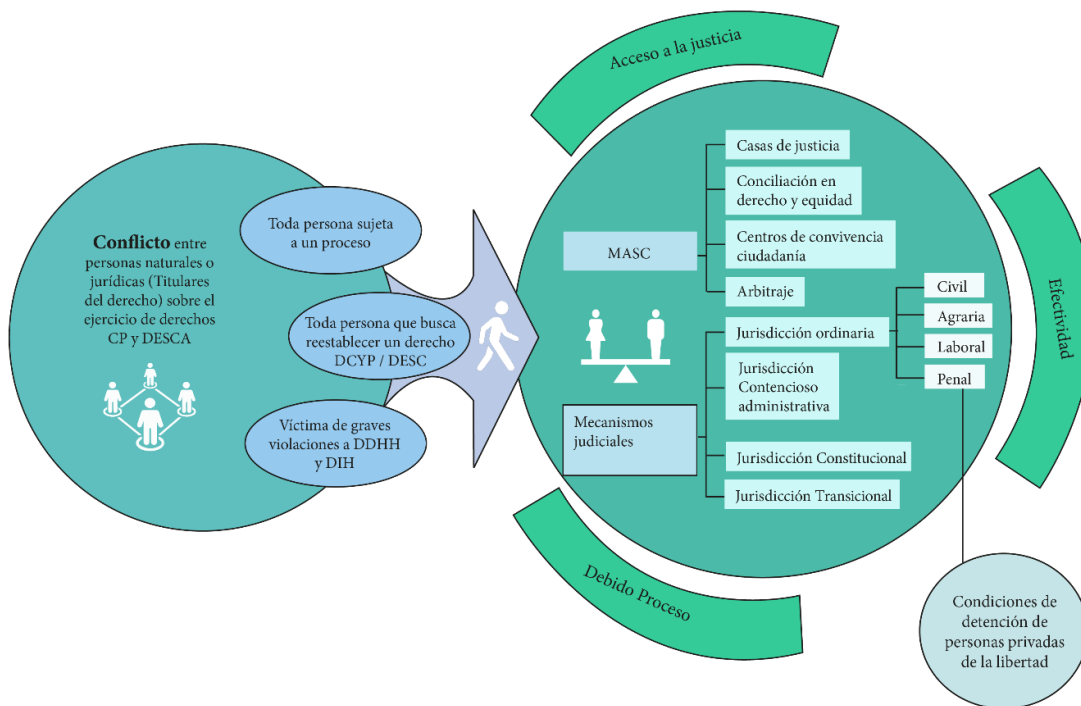 Conflicto entre
personas naturales o
jurídicas (Titulares
del derecho) sobre el
ejercicio de derechos
CP y DESCA
Toda persona sujeta
a un proceso
Toda persona que busca
reestablecer un derecho
DCYP / DESC
Víctima de graves
violaciones a DDHH
y DIH
Acceso a la justicia
MASC
Casas de justicia
Conciliación en
derecho y equidad
Centros de convivencia
ciudadanía
Arbitraje
Mecanismos
judiciales
Jurisdicción ordinaria
Jurisdicción
Contencioso
administrativa
Jurisdicción Constitucional
Jurisdicción Transicional
Civil
Agraria
Laboral
Penal
Efectividad
Debido Proceso
Condiciones de
detención de
personas privadas
de la libertad